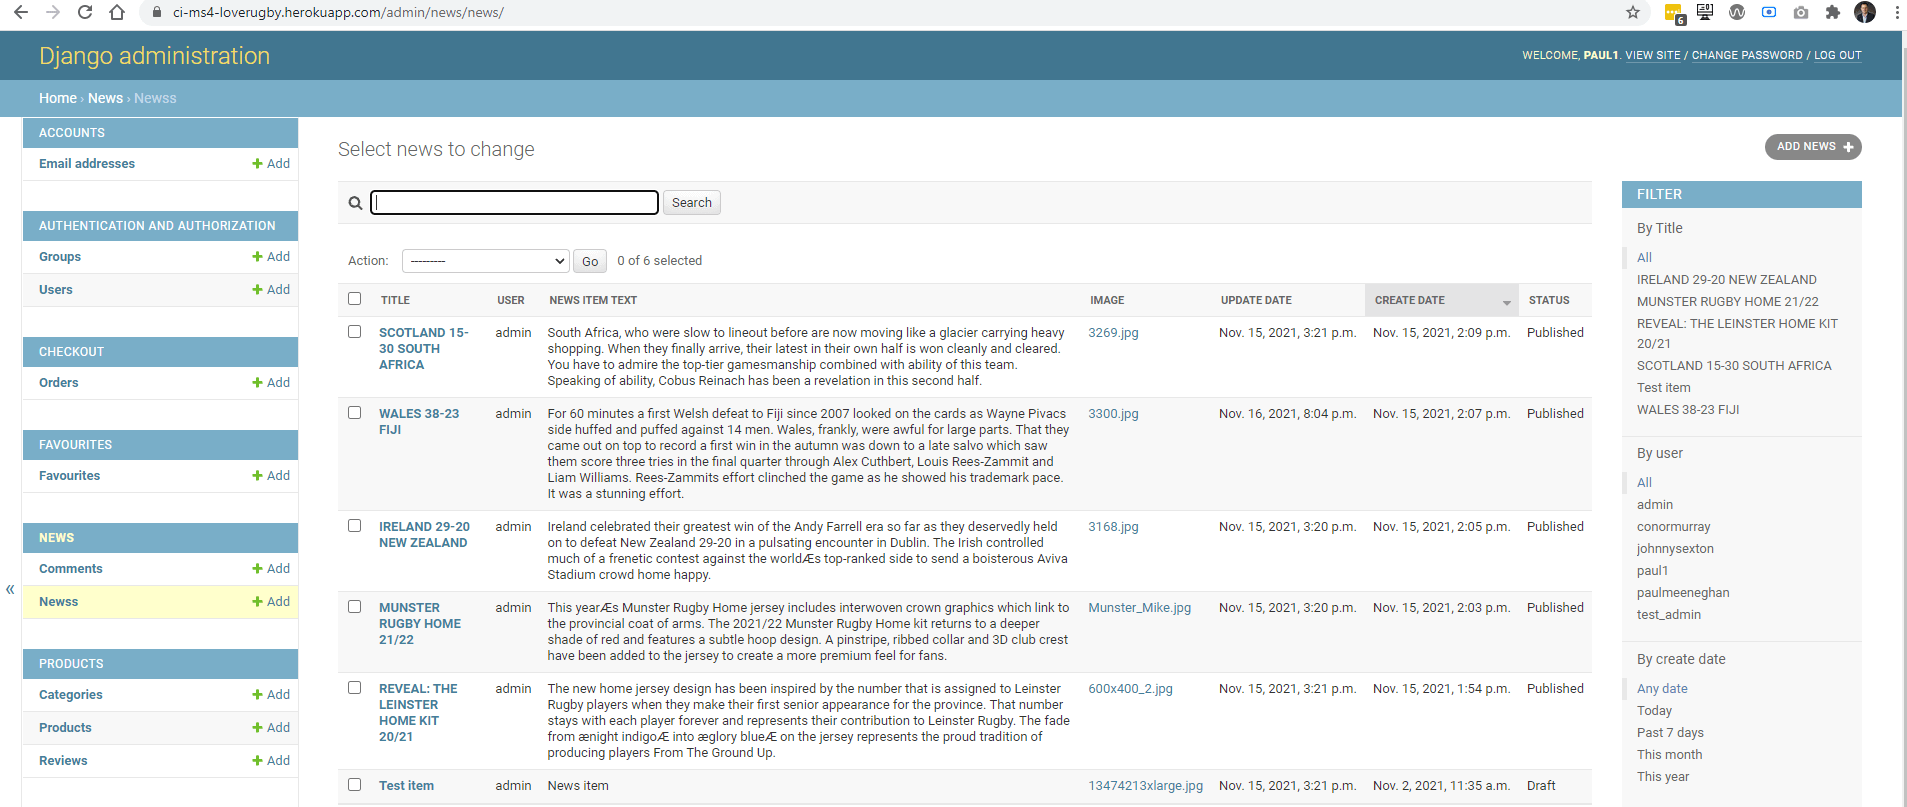 ci-ms4-loverugby.herokuapp.com/admin/news/news/
6
Django administration
WELCOME, PAUL1. VIEW SITE / CHANGE PASSWORD / LOG OUT
Home › News › Newss
ACCOUNTS
Email addresses
Add
AUTHENTICATION AND AUTHORIZATION
Groups
Add
Users
Add
CHECKOUT
Orders
Add
FAVOURITES
Favourites
Add
NEWS
Comments
Add
Newss
Add
«
PRODUCTS
Categories
Add
Products
Add
Reviews
Add
Select news to change
ADD NEWS
Search
Action: ---------
Go
0 of 6 selected
TITLE USER NEWS ITEM TEXT IMAGE UPDATE DATE CREATE DATE STATUS
SCOTLAND 15-
30 SOUTH
AFRICA
admin
South Africa, who were slow to lineout before are now moving like a glacier carrying heavy
shopping. When they finally arrive, their latest in their own half is won cleanly and cleared.
You have to admire the top-tier gamesmanship combined with ability of this team.
Speaking of ability, Cobus Reinach has been a revelation in this second half.
3269.jpg
Nov. 15, 2021, 3:21 p.m.
Nov. 15, 2021, 2:09 p.m.
Published
WALES 38-23
FIJI
admin
For 60 minutes a first Welsh defeat to Fiji since 2007 looked on the cards as Wayne Pivacs
side huffed and puffed against 14 men. Wales, frankly, were awful for large parts. That they
came out on top to record a first win in the autumn was down to a late salvo which saw
them score three tries in the final quarter through Alex Cuthbert, Louis Rees-Zammit and
Liam Williams. Rees-Zammits effort clinched the game as he showed his trademark pace.
It was a stunning effort.
3300.jpg
Nov. 16, 2021, 8:04 p.m.
Nov. 15, 2021, 2:07 p.m.
Published
IRELAND 29-20
NEW ZEALAND
admin
Ireland celebrated their greatest win of the Andy Farrell era so far as they deservedly held
on to defeat New Zealand 29-20 in a pulsating encounter in Dublin. The Irish controlled
much of a frenetic contest against the worldÆs top-ranked side to send a boisterous Aviva
Stadium crowd home happy.
3168.jpg
Nov. 15, 2021, 3:20 p.m.
Nov. 15, 2021, 2:05 p.m.
Published
MUNSTER
RUGBY HOME
21/22
admin
This yearÆs Munster Rugby Home jersey includes interwoven crown graphics which link to
the provincial coat of arms. The 2021/22 Munster Rugby Home kit returns to a deeper
shade of red and features a subtle hoop design. A pinstripe, ribbed collar and 3D club crest
have been added to the jersey to create a more premium feel for fans.
Munster_Mike.jpg
Nov. 15, 2021, 3:20 p.m.
Nov. 15, 2021, 2:03 p.m.
Published
REVEAL: THE
LEINSTER
HOME KIT
20/21
admin
The new home jersey design has been inspired by the number that is assigned to Leinster
Rugby players when they make their first senior appearance for the province. That number
stays with each player forever and represents their contribution to Leinster Rugby. The fade
from ænight indigoÆ into æglory blueÆ on the jersey represents the proud tradition of
producing players From The Ground Up.
600x400_2.jpg
Nov. 15, 2021, 3:21 p.m.
Nov. 15, 2021, 1:54 p.m.
Published
Test item
admin
News item
13474213xlarge.jpg
Nov. 15, 2021, 3:21 p.m.
Nov. 2, 2021, 11:35 a.m.
Draft
FILTER
By Title
All
IRELAND 29-20 NEW ZEALAND
MUNSTER RUGBY HOME 21/22
REVEAL: THE LEINSTER HOME KIT
20/21
SCOTLAND 15-30 SOUTH AFRICA
Test item
WALES 38-23 FIJI
By user
All
admin
conormurray
johnnysexton
paul1
paulmeeneghan
test_admin
By create date
Any date
Today
Past 7 days
This month
This year